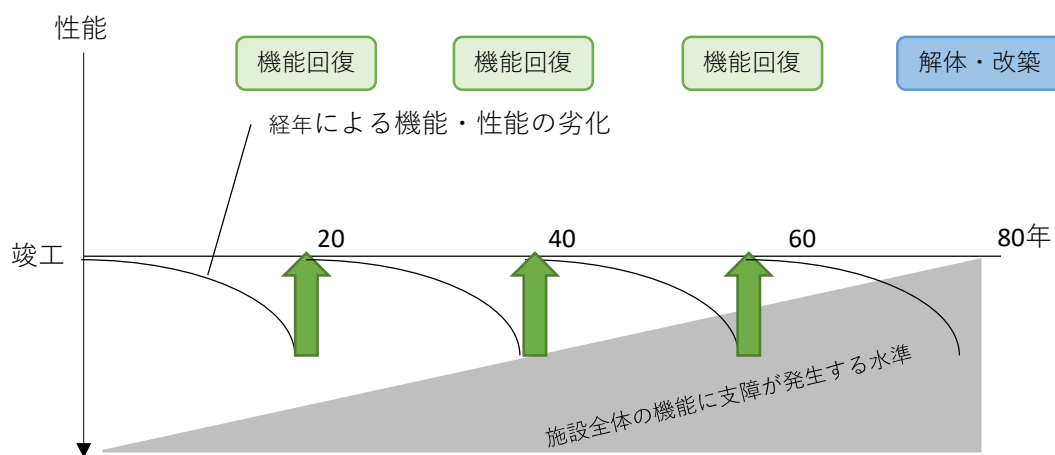 性能
機能回復
機能回復
機能回復
解体・改築
経年による機能・性能の劣化
竣工
20
40
60
80年
施設全体の機能に支障が発生する水準